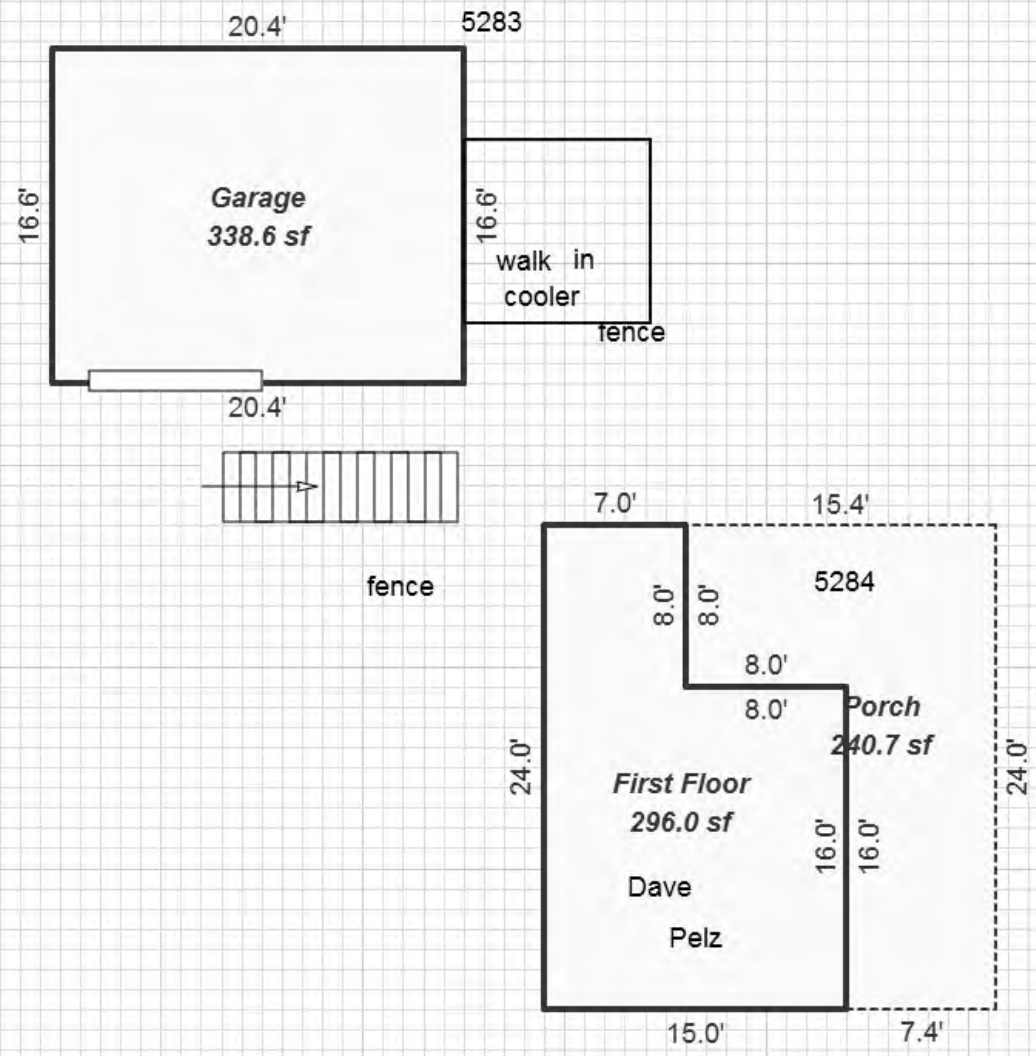 20.4'
5283
16.6'
Garage
338.6 sf
16.6'
walk in
cooler
fence
20.4'
7.0'
15.4'
fence
8.0'
8.0'
5284
8.0'
8.0'
Porch
240.7 sf
24.0'
24.0'
First Floor
296.0 sf
16.0'
16.0'
Dave
Pelz
15.0'
7.4'